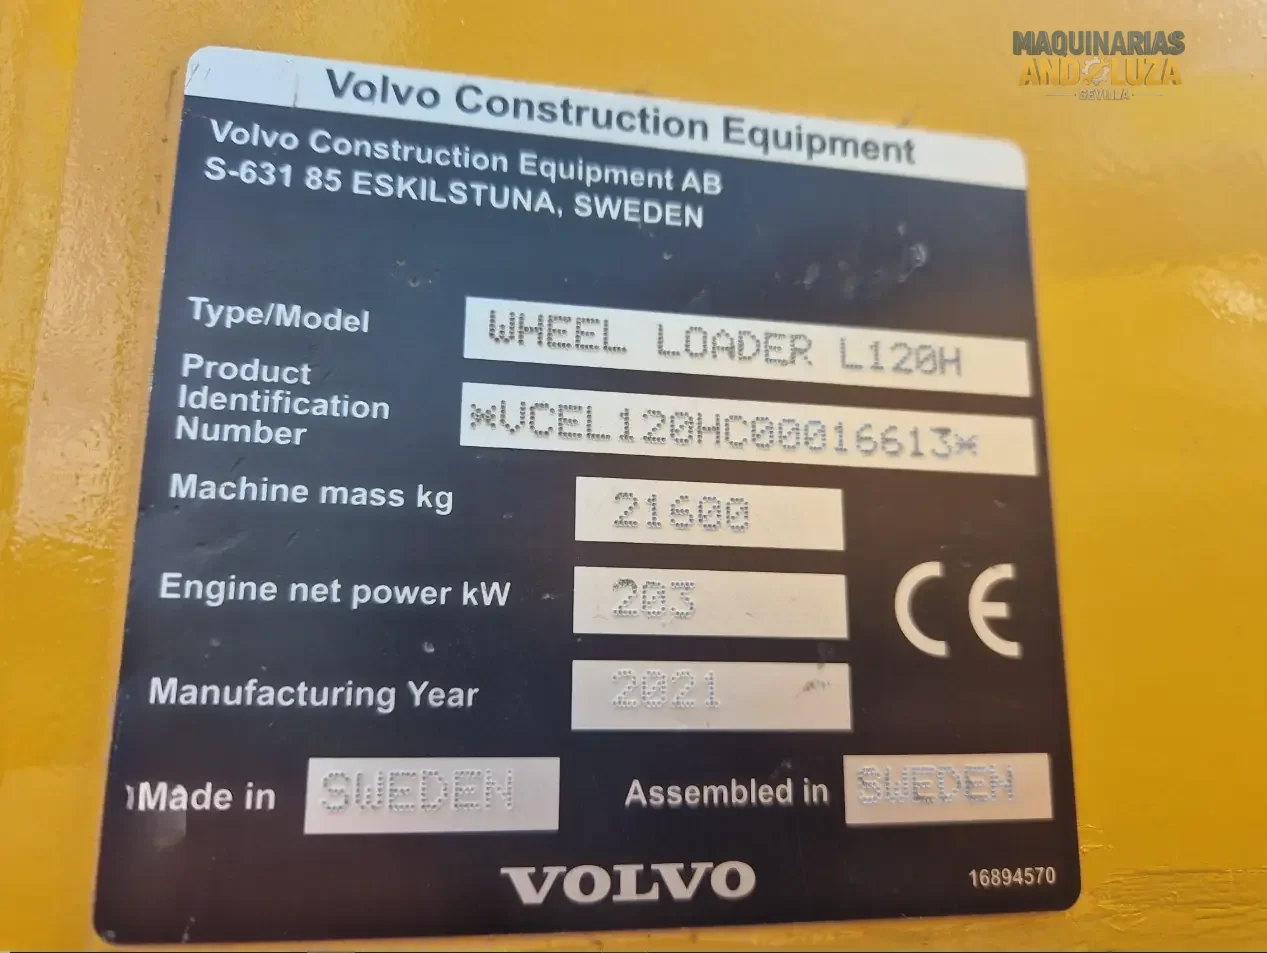 MAQUINARIAS
ANDALUZA
SEVILLA
Volvo Construction Equipment
Volvo Construction Equipment AB
S-631 85 ESKILSTUNA, SWEDEN
Type/Model WHEEL LOADER L120H
Product
Identification
Number *VCEL120HC00016613*
Machine mass kg 21600
Engine net power kW 203
CE
Manufacturing Year 2021
Made in SWEDEN Assembled in SWEDEN
VOLVO 16894570